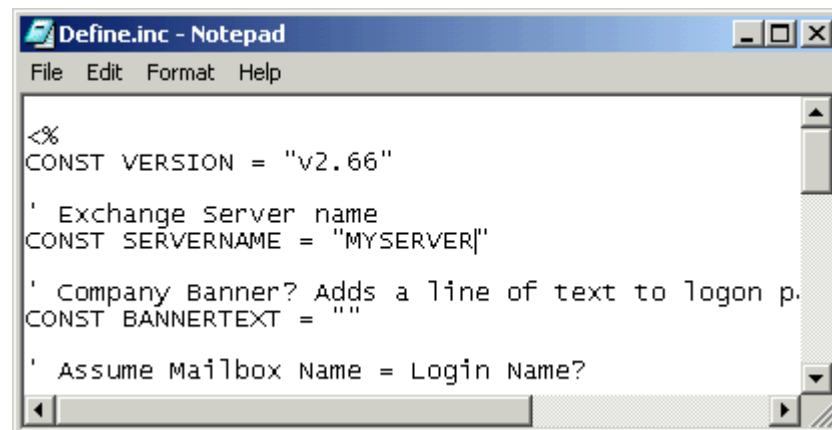 Define.inc - Notepad
File Edit Format Help
<%
CONST VERSION = "v2.66"
' Exchange Server name
CONST SERVERNAME = "MYSERVER"
' Company Banner? Adds a line of text to logon
CONST BANNERTEXT = ""
' Assume Mailbox Name = Login Name?